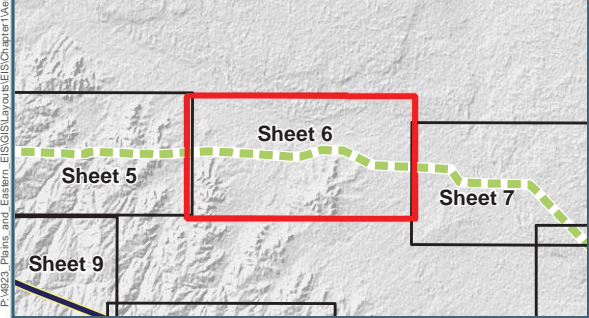 P:\4923_Plains_and_Eastern_EIS\GIS\Layouts\EIS\Chapter1\Ae
Sheet 6
Sheet 5
Sheet 7
Sheet 9